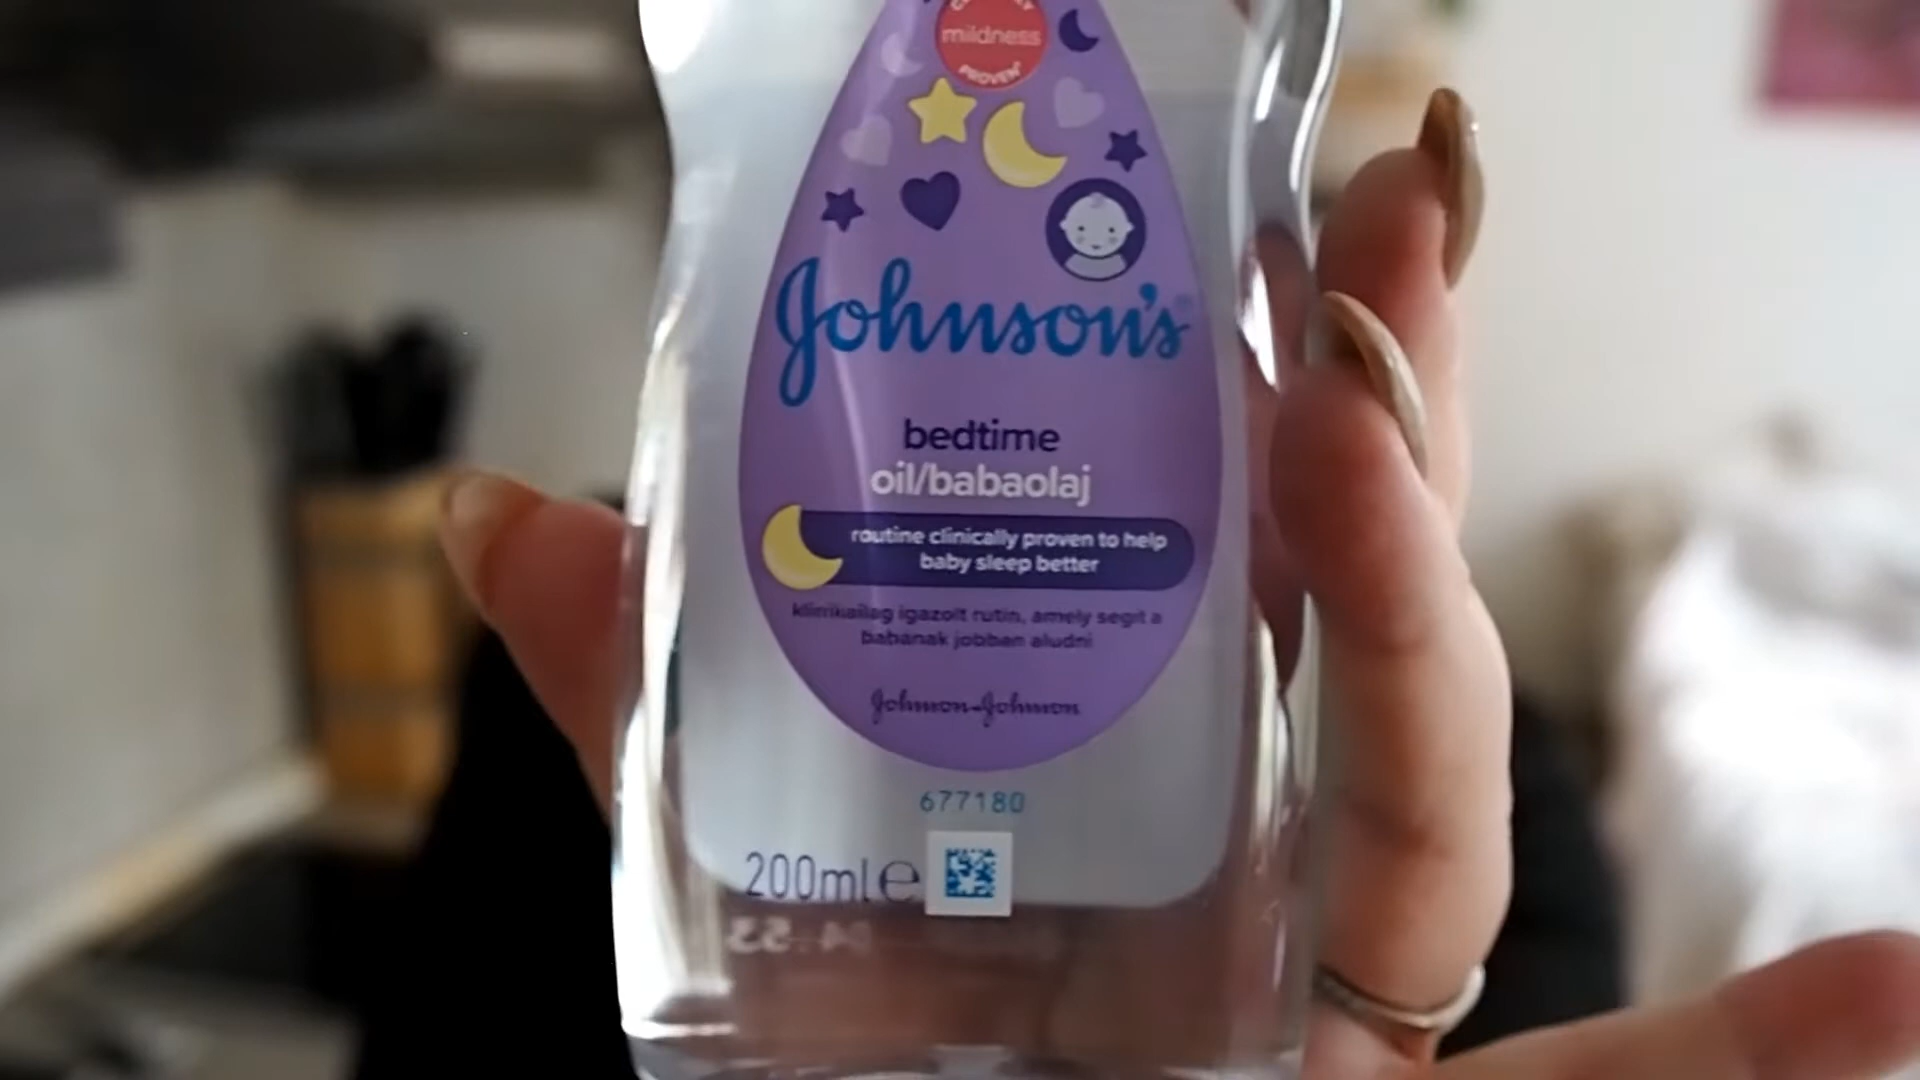 mildness
PROVEN
Johnson's®
bedtime
oil/babaolaj
routine clinically proven to help
baby sleep better
klinikailag igazolt rutin, amely segít a
babának jobban aludni
Johnson-Johnson
677180
200ml e